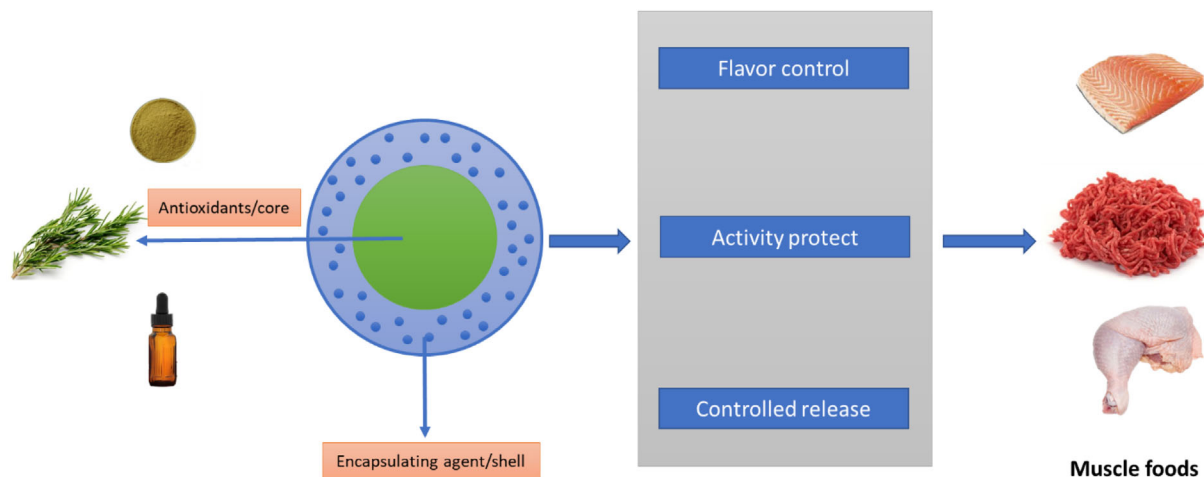 Flavor control
Antioxidants/core
Activity protect
Controlled release
Encapsulating agent/shell
Muscle foods